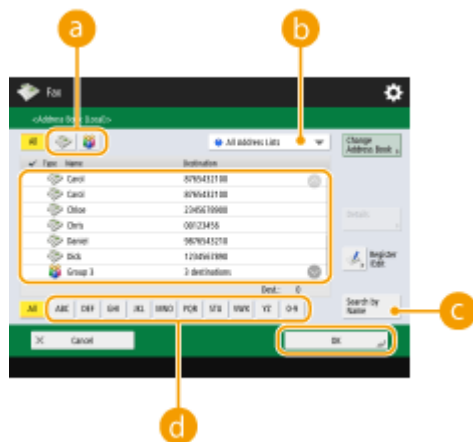 a
b
Fax
<Address Book (Local)>
All
All Address Lists
Change
Address Book
✓ Type Name Destination
Carol 8765432100
Carol 8765432100
Chloe 2345678900
Chris 00123456
Daniel 9876543210
Dick 1234567890
Group 3 3 destinations
Details
Register
/Edit
Dest.: 0
All ABC DEF GHI JKL MNO PQR STU VWX YZ 0-9
Search by
Name
c
× Cancel
OK
d